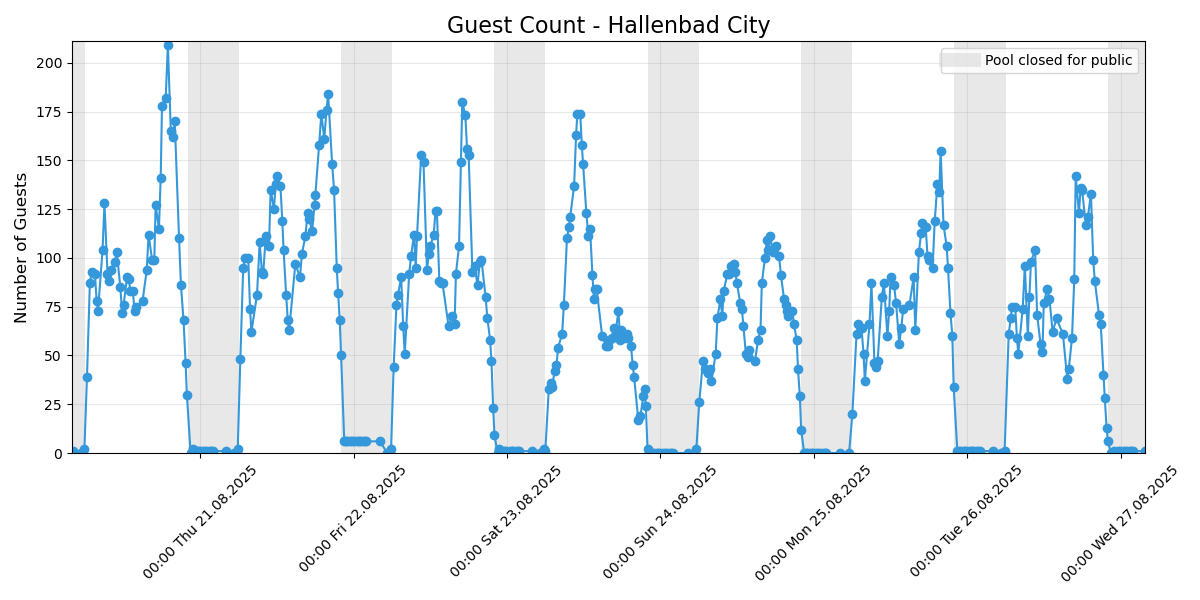 Guest Count - Hallenbad City
Pool closed for public
Number of Guests
200
175
150
125
100
75
50
25
0
00:00 Thu 21.08.2025
00:00 Fri 22.08.2025
00:00 Sat 23.08.2025
00:00 Sun 24.08.2025
00:00 Mon 25.08.2025
00:00 Tue 26.08.2025
00:00 Wed 27.08.2025